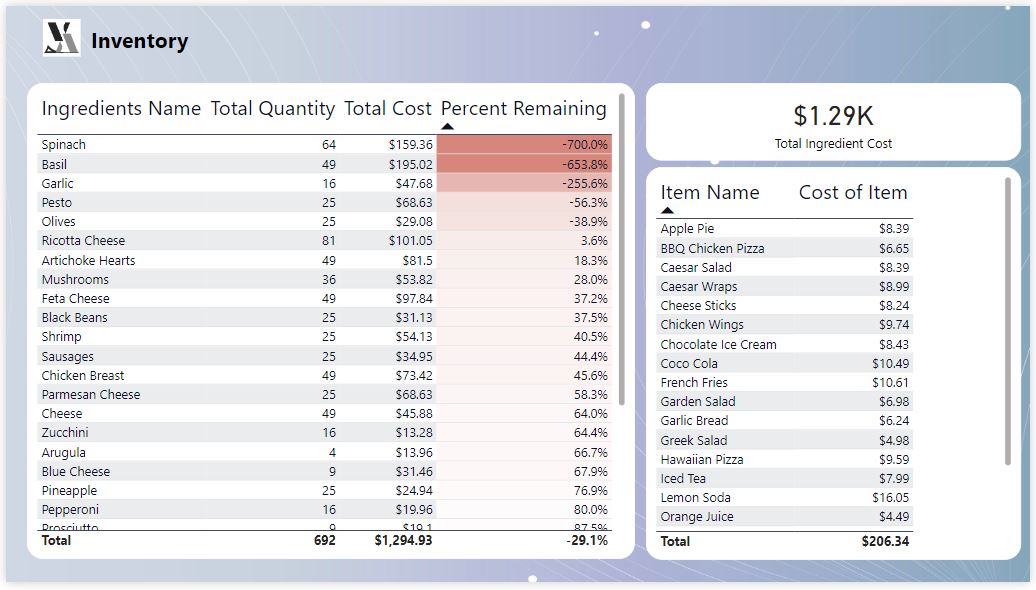 Inventory
Ingredients Name Total Quantity Total Cost Percent Remaining
Spinach 64 $159.36 -700.0%
Basil 49 $195.02 -653.8%
Garlic 16 $47.68 -255.6%
Pesto 25 $68.63 -56.3%
Olives 25 $29.08 -38.9%
Ricotta Cheese 81 $101.05 3.6%
Artichoke Hearts 49 $81.5 18.3%
Mushrooms 36 $53.82 28.0%
Feta Cheese 49 $97.84 37.2%
Black Beans 25 $31.13 37.5%
Shrimp 25 $54.13 40.5%
Sausages 25 $34.95 44.4%
Chicken Breast 49 $73.42 45.6%
Parmesan Cheese 25 $68.63 58.3%
Cheese 49 $45.88 64.0%
Zucchini 16 $13.28 64.4%
Arugula 4 $13.96 66.7%
Blue Cheese 9 $31.46 67.9%
Pineapple 25 $24.94 76.9%
Pepperoni 16 $19.96 80.0%
Prosciutto 9 $19.1 87.5%
Total 692 $1,294.93 -29.1%
$1.29K
Total Ingredient Cost
Item Name Cost of Item
Apple Pie $8.39
BBQ Chicken Pizza $6.65
Caesar Salad $8.39
Caesar Wraps $8.99
Cheese Sticks $8.24
Chicken Wings $9.74
Chocolate Ice Cream $8.43
Coco Cola $10.49
French Fries $10.61
Garden Salad $6.98
Garlic Bread $6.24
Greek Salad $4.98
Hawaiian Pizza $9.59
Iced Tea $7.99
Lemon Soda $16.05
Orange Juice $4.49
Total $206.34